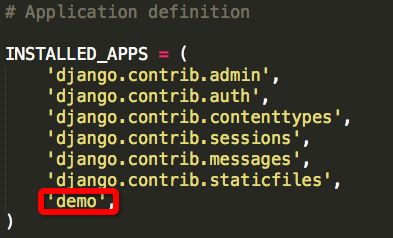 # Application definition
INSTALLED_APPS = (
    'django.contrib.admin',
    'django.contrib.auth',
    'django.contrib.contenttypes',
    'django.contrib.sessions',
    'django.contrib.messages',
    'django.contrib.staticfiles',
    'demo',
)